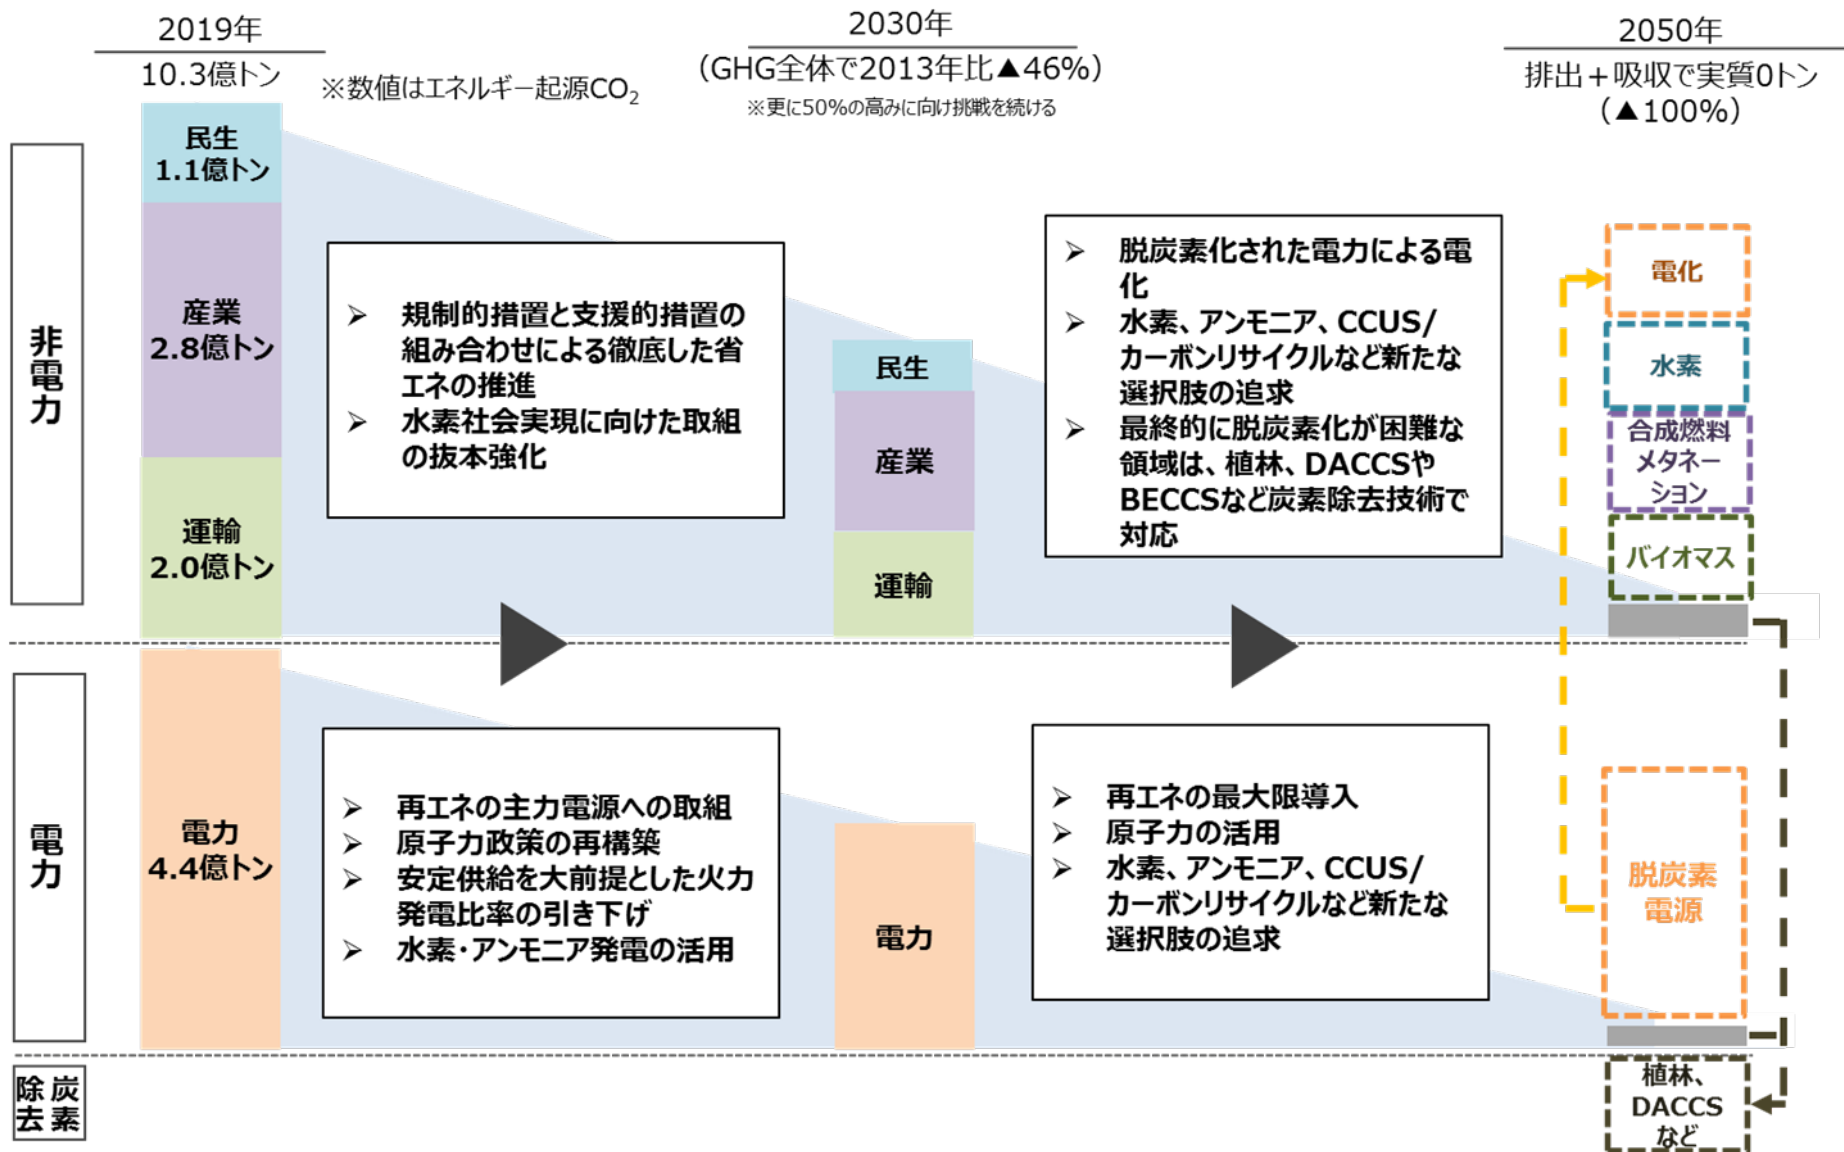 2019年
10.3億トン
※数値はエネルギー起源CO₂
2030年
(GHG全体で2013年比▲46%)
※更に50%の高みに向け挑戦を続ける
2050年
排出＋吸収で実質0トン
(▲100%)
非電力
民生
1.1億トン
産業
2.8億トン
運輸
2.0億トン
➢ 規制的措置と支援的措置の
組み合わせによる徹底した省
エネの推進
➢ 水素社会実現に向けた取組
の抜本強化
民生
産業
運輸
➢ 脱炭素化された電力による電
化
➢ 水素、アンモニア、CCUS/
カーボンリサイクルなど新たな
選択肢の追求
➢ 最終的に脱炭素化が困難な
領域は、植林、DACCSや
BECCSなど炭素除去技術で
対応
電化
水素
合成燃料
メタネー
ション
バイオマス
電力
電力
4.4億トン
➢ 再エネの主力電源への取組
➢ 原子力政策の再構築
➢ 安定供給を大前提とした火力
発電比率の引き下げ
➢ 水素・アンモニア発電の活用
電力
➢ 再エネの最大限導入
➢ 原子力の活用
➢ 水素、アンモニア、CCUS/
カーボンリサイクルなど新たな
選択肢の追求
脱炭素
電源
炭素
除去
植林、
DACCS
など